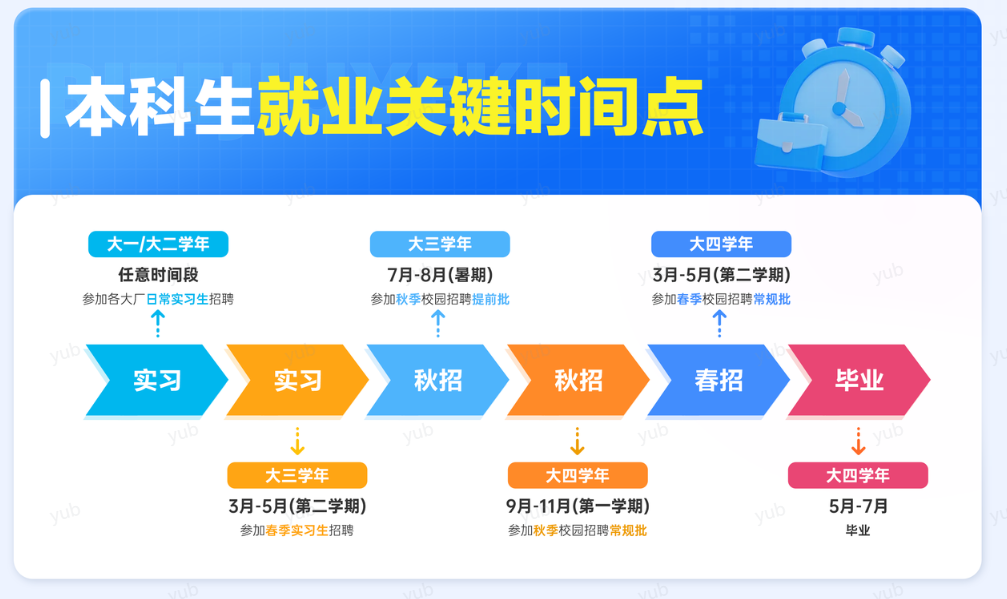 本科生就业关键时间点
大一/大二学年
任意时间段
参加各大厂日常实习生招聘
大三学年
7月-8月(暑期)
参加秋季校园招聘提前批
大四学年
3月-5月(第二学期)
参加春季校园招聘常规批
实习
实习
秋招
秋招
春招
毕业
大三学年
3月-5月(第二学期)
参加春季实习生招聘
大四学年
9月-11月(第一学期)
参加秋季校园招聘常规批
大四学年
5月-7月
毕业
yub